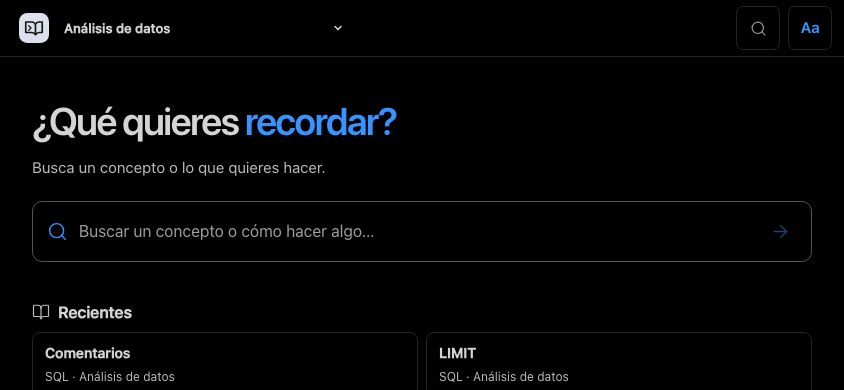 Análisis de datos
Aa
¿Qué quieres recordar?
Busca un concepto o lo que quieres hacer.
Buscar un concepto o cómo hacer algo...
Recientes
Comentarios
SQL · Análisis de datos
LIMIT
SQL · Análisis de datos